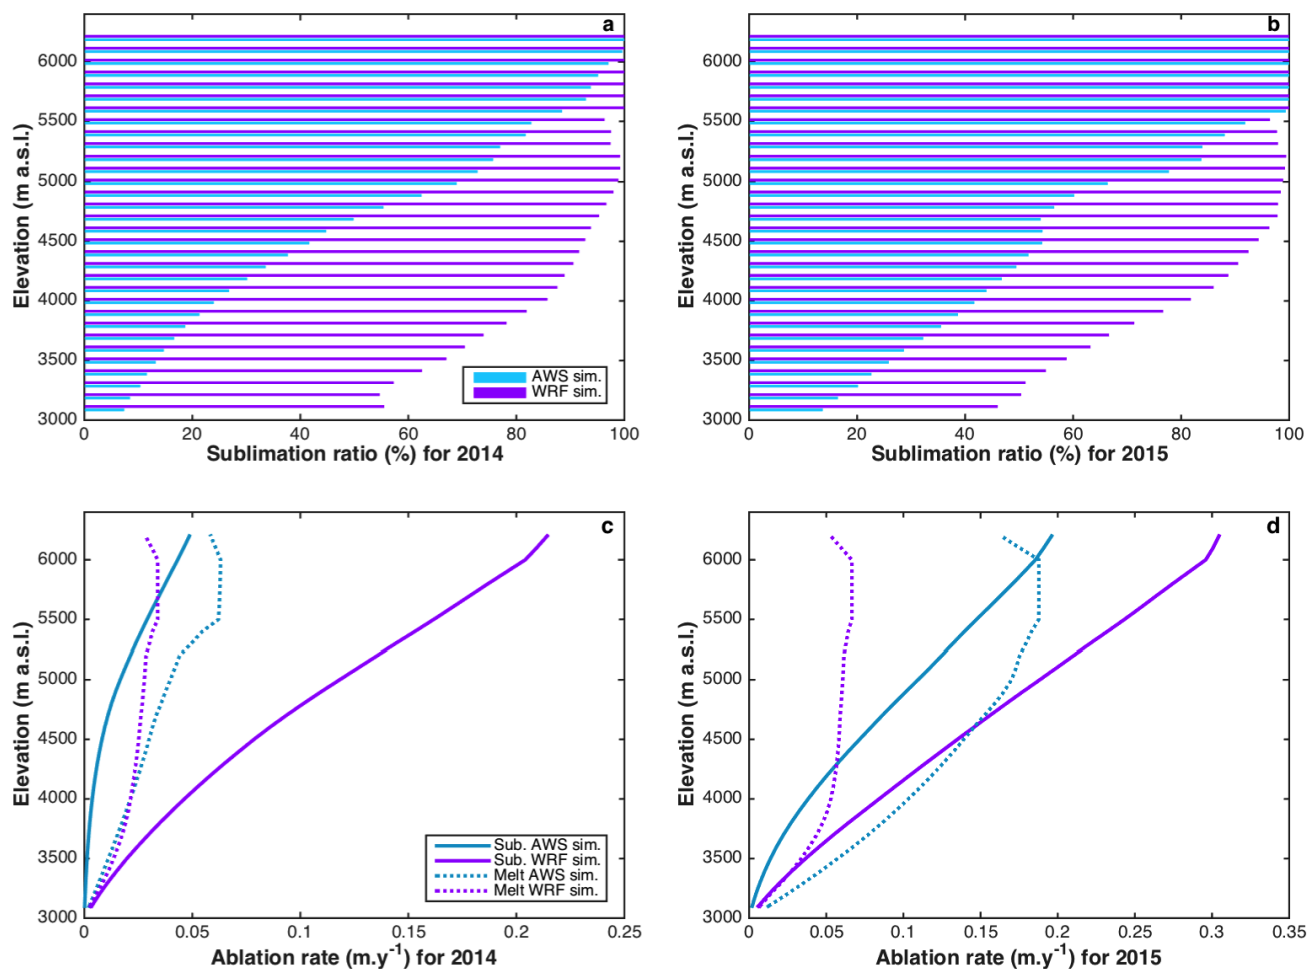 a
6000
5500
5000
4500
4000
3500
3000
Elevation (m a.s.l.)
AWS sim.
WRF sim.
0 20 40 60 80 100
Sublimation ratio (%) for 2014
b
6000
5500
5000
4500
4000
3500
3000
Elevation (m a.s.l.)
0 20 40 60 80 100
Sublimation ratio (%) for 2015
c
6000
5500
5000
4500
4000
3500
3000
Elevation (m a.s.l.)
Sub. AWS sim.
Sub. WRF sim.
Melt AWS sim.
Melt WRF sim.
0 0.05 0.1 0.15 0.2 0.25
Ablation rate (m.y⁻¹) for 2014
d
6000
5500
5000
4500
4000
3500
3000
Elevation (m a.s.l.)
0 0.05 0.1 0.15 0.2 0.25 0.3 0.35
Ablation rate (m.y⁻¹) for 2015